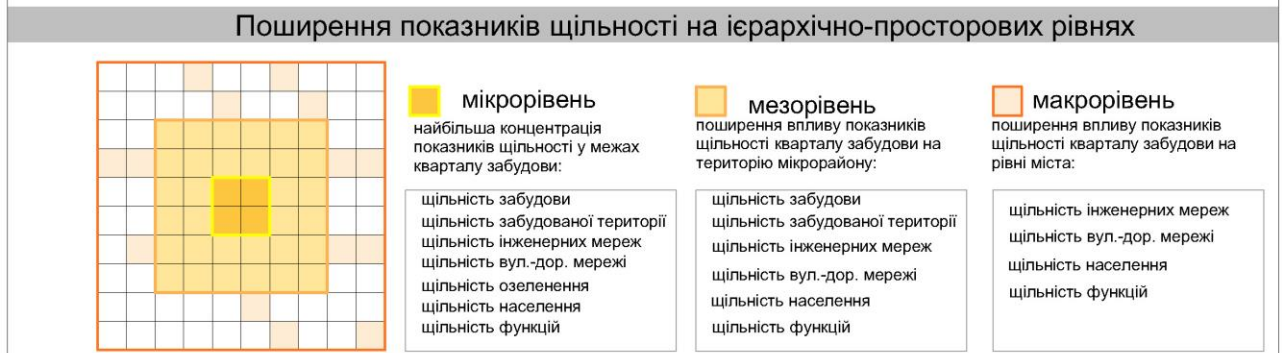 Поширення показників щільності на ієрархічно-просторових рівнях
мікрорівень
найбільша концентрація
показників щільності у межах
кварталу забудови:
щільність забудови
щільність забудованої території
щільність інженерних мереж
щільність вул.-дор. мережі
щільність озеленення
щільність населення
щільність функцій
мезорівень
поширення впливу показників
щільності кварталу забудови на
територію мікрорайону:
щільність забудови
щільність забудованої території
щільність інженерних мереж
щільність вул.-дор. мережі
щільність населення
щільність функцій
макрорівень
поширення впливу показників
щільності кварталу забудови на
рівні міста:
щільність інженерних мереж
щільність вул.-дор. мережі
щільність населення
щільність функцій